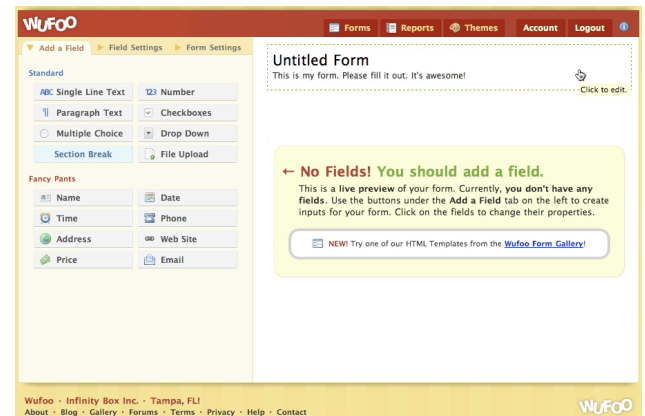 WUFOO
Forms Reports Themes Account Logout
Add a Field Field Settings Form Settings
Standard
ABC Single Line Text 123 Number
Paragraph Text Checkboxes
Multiple Choice Drop Down
Section Break File Upload
Fancy Pants
Name Date
Time Phone
Address Web Site
Price Email
Untitled Form
This is my form. Please fill it out. It's awesome!
Click to edit.
← No Fields! You should add a field.
This is a live preview of your form. Currently, you don't have any
fields. Use the buttons under the Add a Field tab on the left to create
inputs for your form. Click on the fields to change their properties.
NEW! Try one of our HTML Templates from the Wufoo Form Gallery!
Wufoo · Infinity Box Inc. · Tampa, FL!
About · Blog · Gallery · Forums · Terms · Privacy · Help · Contact
WUFOO